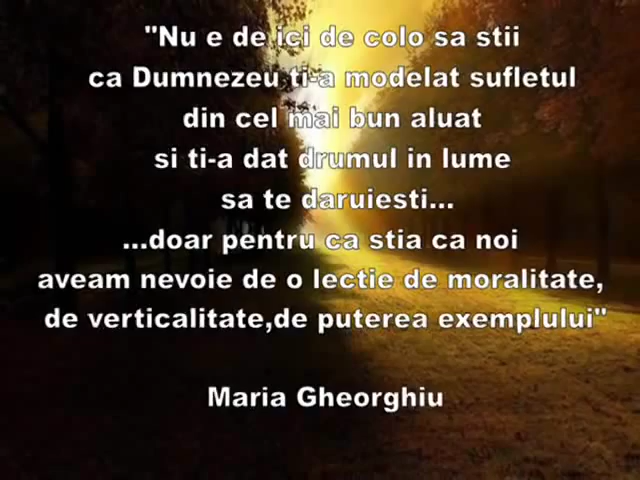 "Nu e de ici de colo sa stii
ca Dumnezeu ti-a modelat sufletul
din cel mai bun aluat
si ti-a dat drumul in lume
sa te daruiesti...
...doar pentru ca stia ca noi
aveam nevoie de o lectie de moralitate,
de verticalitate,de puterea exemplului"
Maria Gheorghiu